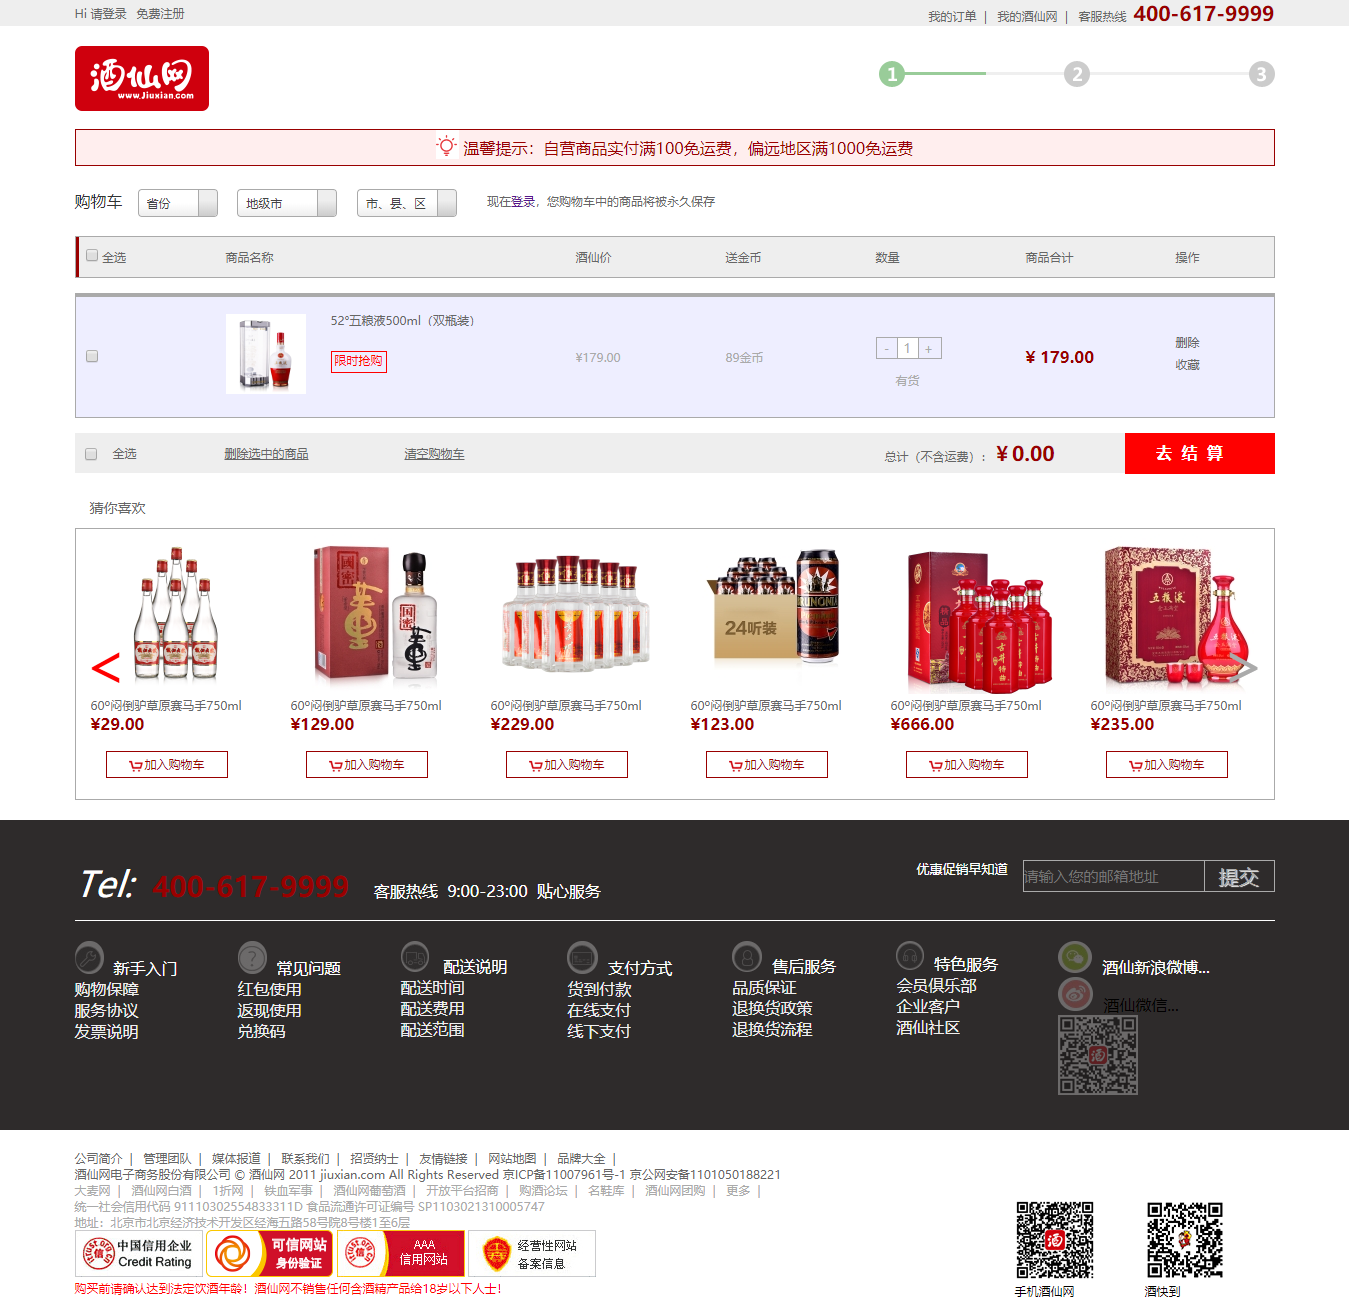 Hi 请登录 免费注册
我的订单 | 我的酒仙网 | 客服热线 400-617-9999
酒仙网
www.Jiuxian.com
1 2 3
温馨提示：自营商品实付满100免运费，偏远地区满1000免运费
购物车 省份 地级市 市、县、区 现在登录，您购物车中的商品将被永久保存
全选 商品名称 酒仙价 送金币 数量 商品合计 操作
52°五粮液500ml（双瓶装）
限时抢购
¥179.00 89金币 - 1 + ¥ 179.00
有货
删除
收藏
全选 删除选中的商品 清空购物车 总计（不含运费）： ¥ 0.00 去 结 算
猜你喜欢
国密
董
24听装
五粮液
古井特曲
< >
60º闷倒驴草原赛马手750ml 60º闷倒驴草原赛马手750ml 60º闷倒驴草原赛马手750ml 60º闷倒驴草原赛马手750ml 60º闷倒驴草原赛马手750ml 60º闷倒驴草原赛马手750ml
¥29.00 ¥129.00 ¥229.00 ¥123.00 ¥666.00 ¥235.00
加入购物车 加入购物车 加入购物车 加入购物车 加入购物车 加入购物车
Tel: 400-617-9999 客服热线 9:00-23:00 贴心服务
优惠促销早知道 请输入您的邮箱地址 提交
新手入门 常见问题 配送说明 支付方式 售后服务 特色服务 酒仙新浪微博...
购物保障 红包使用 配送时间 货到付款 品质保证 会员俱乐部
服务协议 返现使用 配送费用 在线支付 退换货政策 企业客户 酒仙微信...
发票说明 兑换码 配送范围 线下支付 退换货流程 酒仙社区
酒
公司简介 | 管理团队 | 媒体报道 | 联系我们 | 招贤纳士 | 友情链接 | 网站地图 | 品牌大全 |
酒仙网电子商务股份有限公司 © 酒仙网 2011 jiuxian.com All Rights Reserved 京ICP备11007961号-1 京公网安备1101050188221
大麦网 | 酒仙网白酒 | 1折网 | 铁血军事 | 酒仙网葡萄酒 | 开放平台招商 | 购酒论坛 | 名鞋库 | 酒仙网团购 | 更多 |
统一社会信用代码 91110302554833311D 食品流通许可证编号 SP1103021310005747
地址：北京市北京经济技术开发区经海五路58号院8号楼1至6层
中国信用企业
Credit Rating
可信网站
身份验证
AAA
信用网站
经营性网站
备案信息
购买前请确认达到法定饮酒年龄！酒仙网不销售任何含酒精产品给18岁以下人士！
酒
手机酒仙网 酒快到